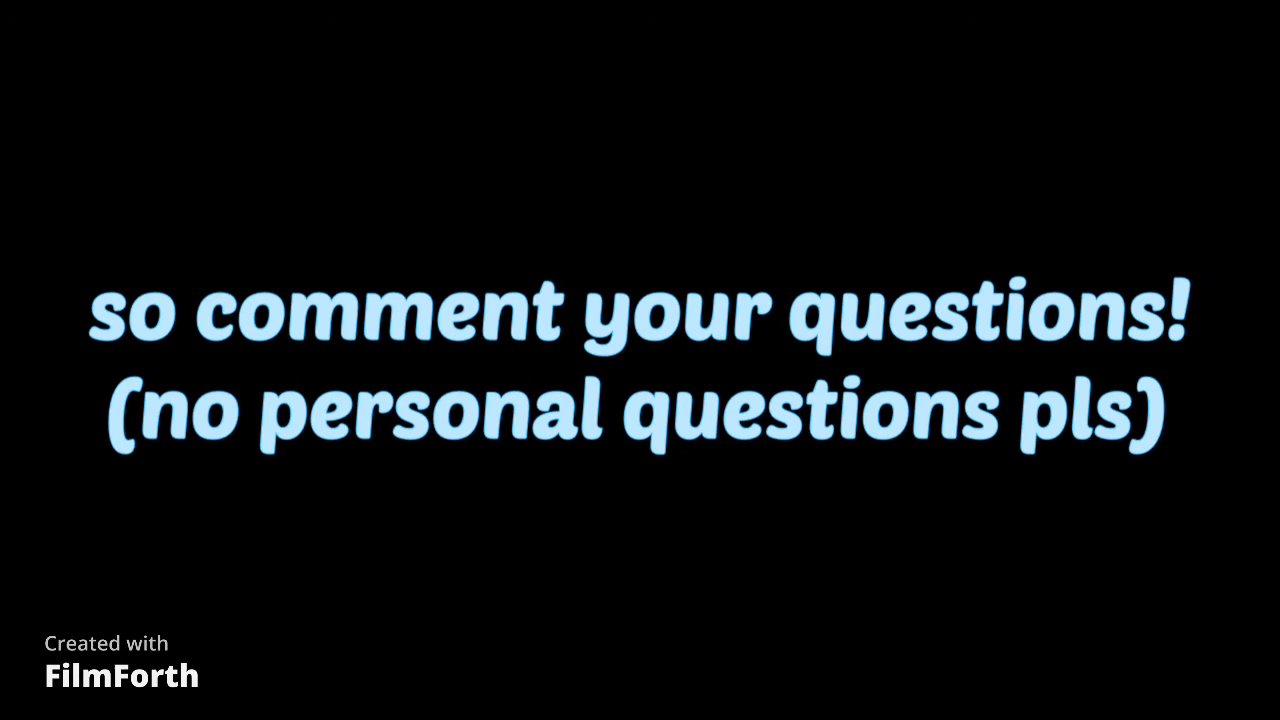 so comment your questions!
(no personal questions pls)
Created with
FilmForth